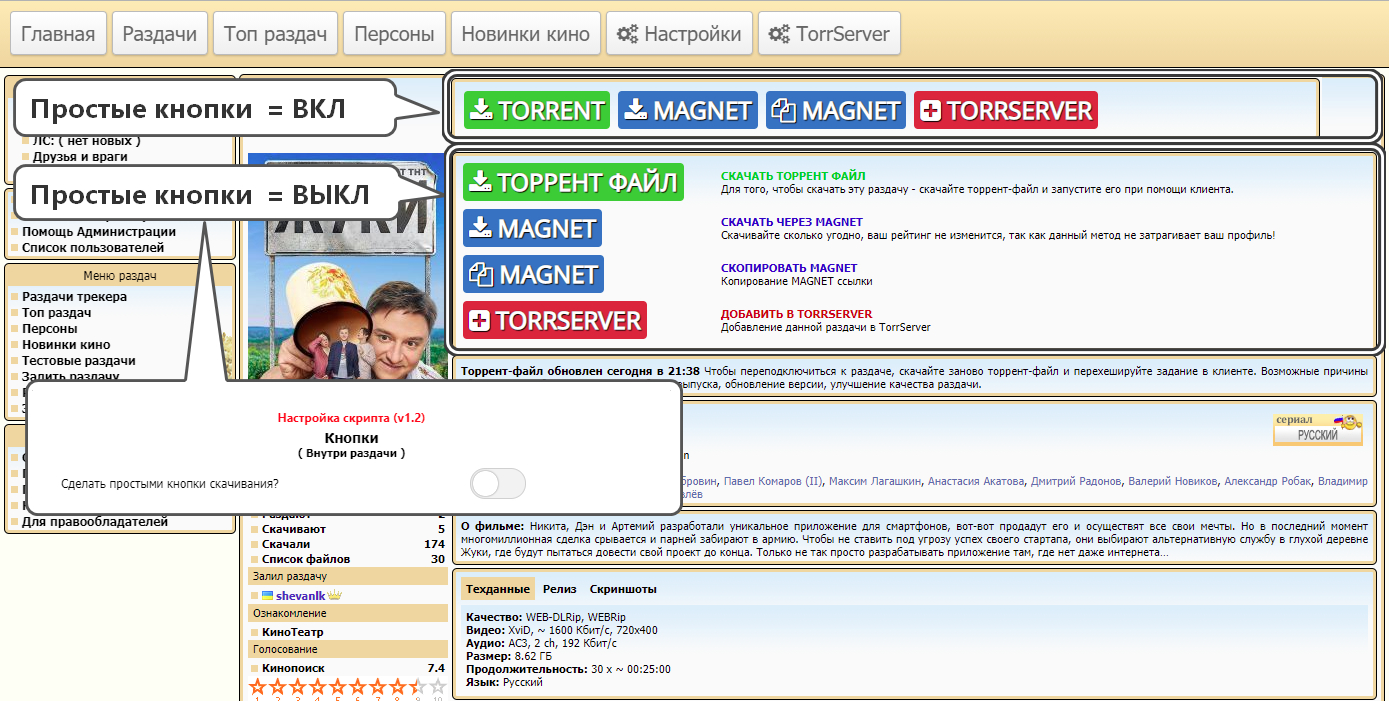 Главная Раздачи Топ раздач Персоны Новинки кино Настройки TorrServer
Простые кнопки = ВКЛ
TORRENT MAGNET MAGNET TORRSERVER
ЛС: ( нет новых )
Друзья и враги
Простые кнопки = ВЫКЛ
Помощь Администрации
Список пользователей
Меню раздач
Раздачи трекера
Топ раздач
Персоны
Новинки кино
Тестовые раздачи
Залить раздачу
ТНТ
ЖУКИ
ТОРРЕНТ ФАЙЛ
СКАЧАТЬ ТОРРЕНТ ФАЙЛ
Для того, чтобы скачать эту раздачу - скачайте торрент-файл и запустите его при помощи клиента.
MAGNET
СКАЧАТЬ ЧЕРЕЗ MAGNET
Скачивайте сколько угодно, ваш рейтинг не изменится, так как данный метод не затрагивает ваш профиль!
MAGNET
СКОПИРОВАТЬ MAGNET
Копирование MAGNET ссылки
TORRSERVER
ДОБАВИТЬ В TORRSERVER
Добавление данной раздачи в TorrServer
Торрент-файл обновлен сегодня в 21:38 Чтобы переподключиться к раздаче, скачайте заново торрент-файл и перехешируйте задание в клиенте. Возможные причины
выпуска, обновление версии, улучшение качества раздачи.
Настройка скрипта (v1.2)
Кнопки
( Внутри раздачи )
Сделать простыми кнопки скачивания?
сериал
РУССКИЙ
бровин, Павел Комаров (II), Максим Лагашкин, Анастасия Акатова, Дмитрий Радонов, Валерий Новиков, Александр Робак, Владимир
лёв
Для правообладателей
Раздают 2
Скачивают 5
Скачали 174
Список файлов 30
Залил раздачу
shevanlk
Ознакомление
КиноТеатр
Голосование
Кинопоиск 7.4
1 2 3 4 5 6 7 8 9 10
О фильме: Никита, Дэн и Артемий разработали уникальное приложение для смартфонов, вот-вот продадут его и осуществят все свои мечты. Но в последний момент
многомиллионная сделка срывается и парней забирают в армию. Чтобы не ставить под угрозу успех своего стартапа, они выбирают альтернативную службу в глухой деревне
Жуки, где будут пытаться довести свой проект до конца. Только не так просто разрабатывать приложение там, где нет даже интернета...
Техданные Релиз Скриншоты
Качество: WEB-DLRip, WEBRip
Видео: XviD, ~ 1600 Кбит/с, 720x400
Аудио: AC3, 2 ch, 192 Кбит/с
Размер: 8.62 ГБ
Продолжительность: 30 x ~ 00:25:00
Язык: Русский